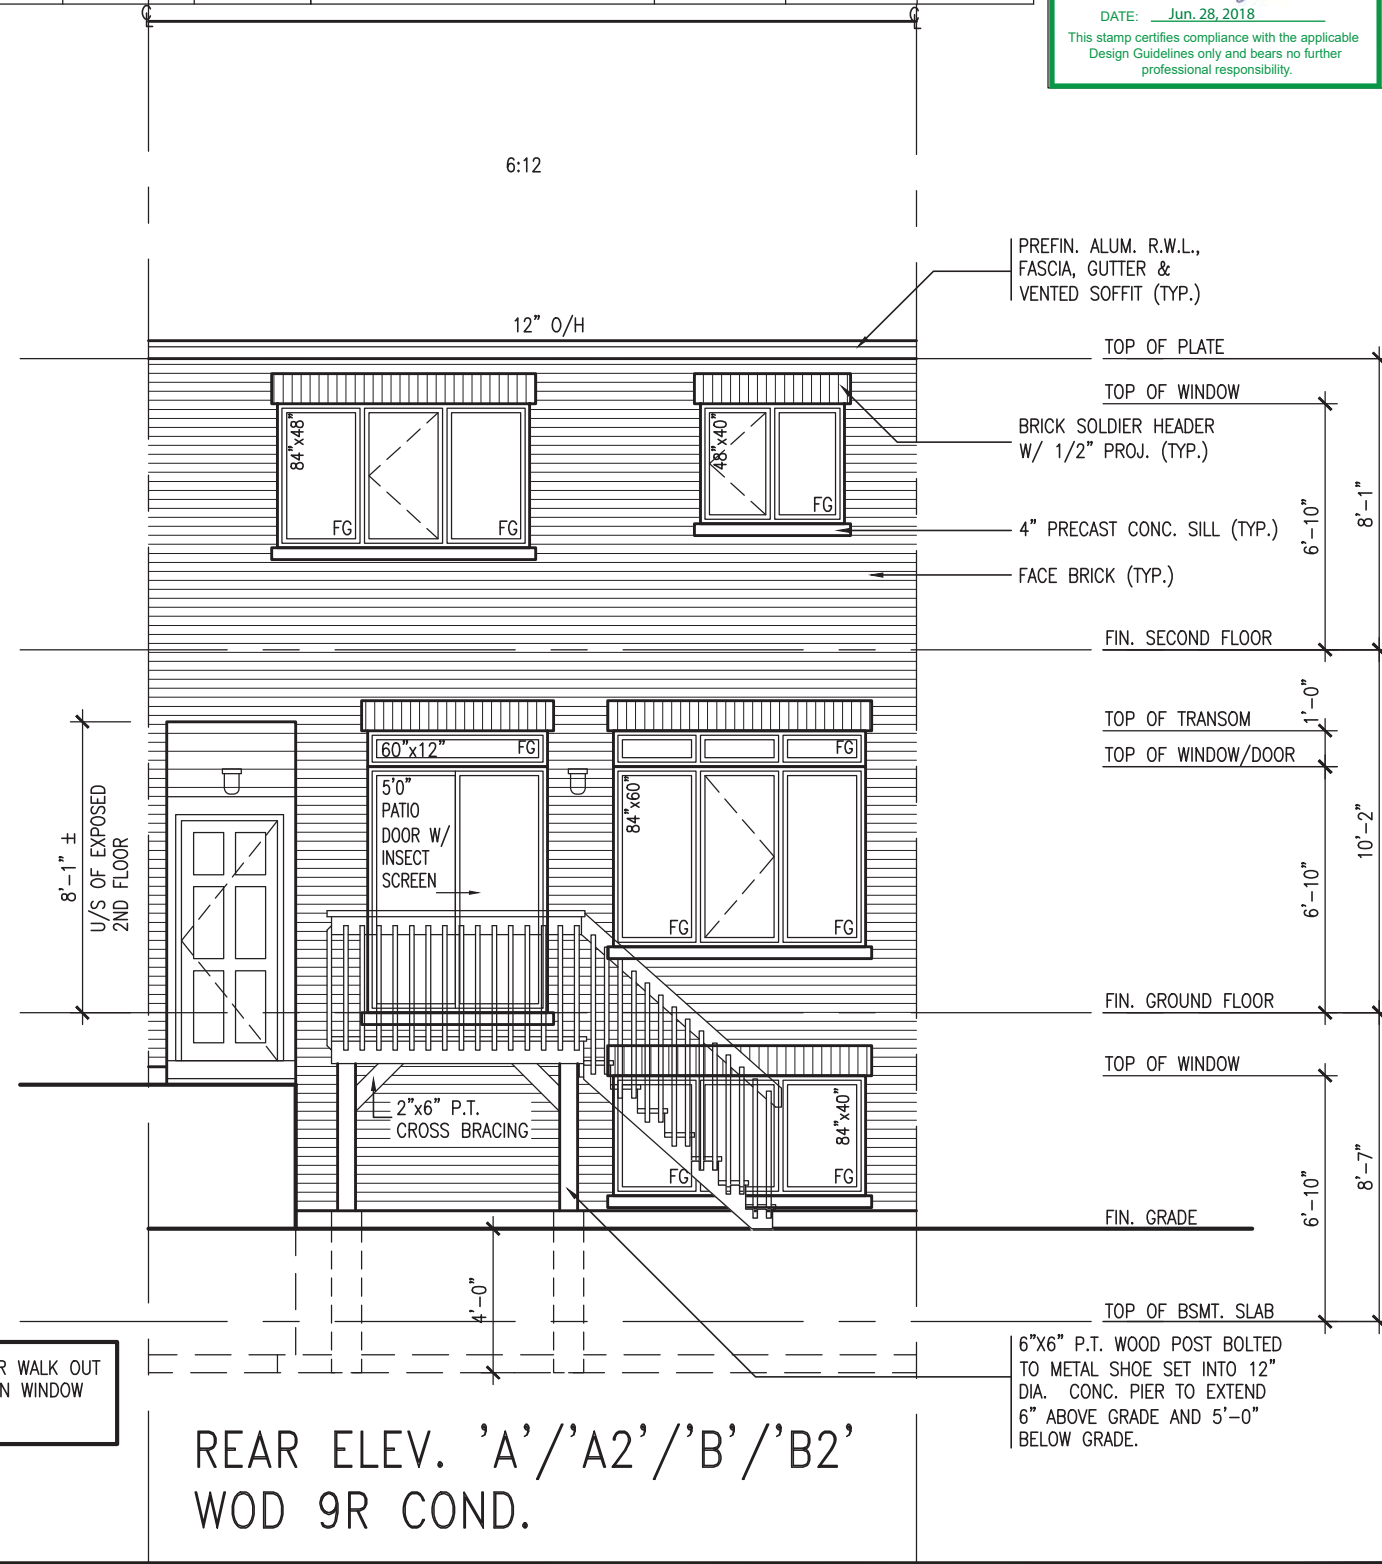 DATE: Jun. 28, 2018
This stamp certifies compliance with the applicable
Design Guidelines only and bears no further
professional responsibility.
6:12
PREFIN. ALUM. R.W.L.,
FASCIA, GUTTER &
VENTED SOFFIT (TYP.)
12" O/H
TOP OF PLATE
TOP OF WINDOW
BRICK SOLDIER HEADER
W/ 1/2" PROJ. (TYP.)
84"x48"
FG
FG
48"x40"
FG
4" PRECAST CONC. SILL (TYP.)
FACE BRICK (TYP.)
6'-10"
8'-1"
FIN. SECOND FLOOR
1'-0"
TOP OF TRANSOM
TOP OF WINDOW/DOOR
60"x12"
FG
FG
5'0"
PATIO
DOOR W/
INSECT
SCREEN
84"x60"
FG
FG
8'-1" ±
U/S OF EXPOSED
2ND FLOOR
6'-10"
10'-2"
FIN. GROUND FLOOR
TOP OF WINDOW
2"x6" P.T.
CROSS BRACING
84"x40"
FG
FG
6'-10"
8'-7"
FIN. GRADE
4'-0"
TOP OF BSMT. SLAB
6"X6" P.T. WOOD POST BOLTED
TO METAL SHOE SET INTO 12"
DIA. CONC. PIER TO EXTEND
6" ABOVE GRADE AND 5'-0"
BELOW GRADE.
R WALK OUT
N WINDOW
REAR ELEV. 'A'/'A2'/'B'/'B2'
WOD 9R COND.